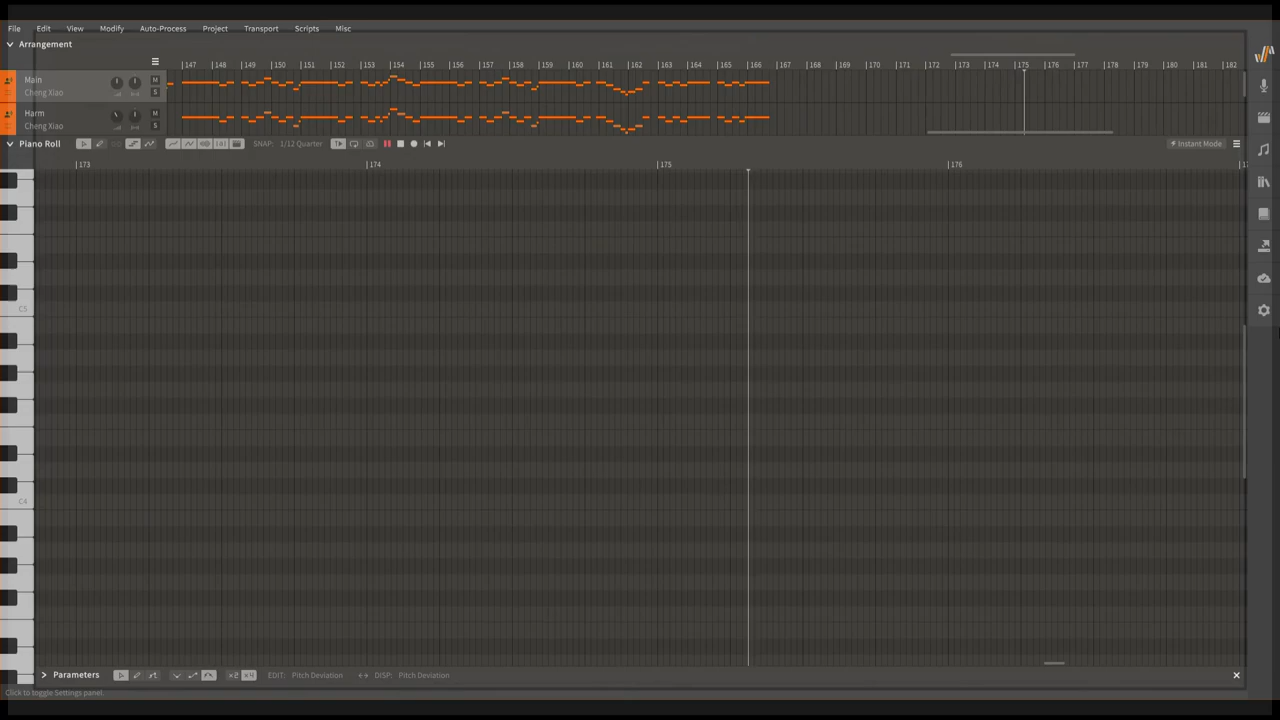 File Edit View Modify Auto-Process Project Transport Scripts Misc
Arrangement
147 148 149 150 151 152 153 154 155 156 157 158 159 160 161 162 163 164 165 166 167 168 169 170 171 172 173 174 175 176 177 178 179 180 181 182
Main M
Cheng Xiao S
Harm M
Cheng Xiao S
Piano Roll SNAP: 1/12 Quarter Instant Mode
173 174 175 176
C5
C4
Parameters ×2 ×4 EDIT: Pitch Deviation DISP: Pitch Deviation
Click to toggle Settings panel.